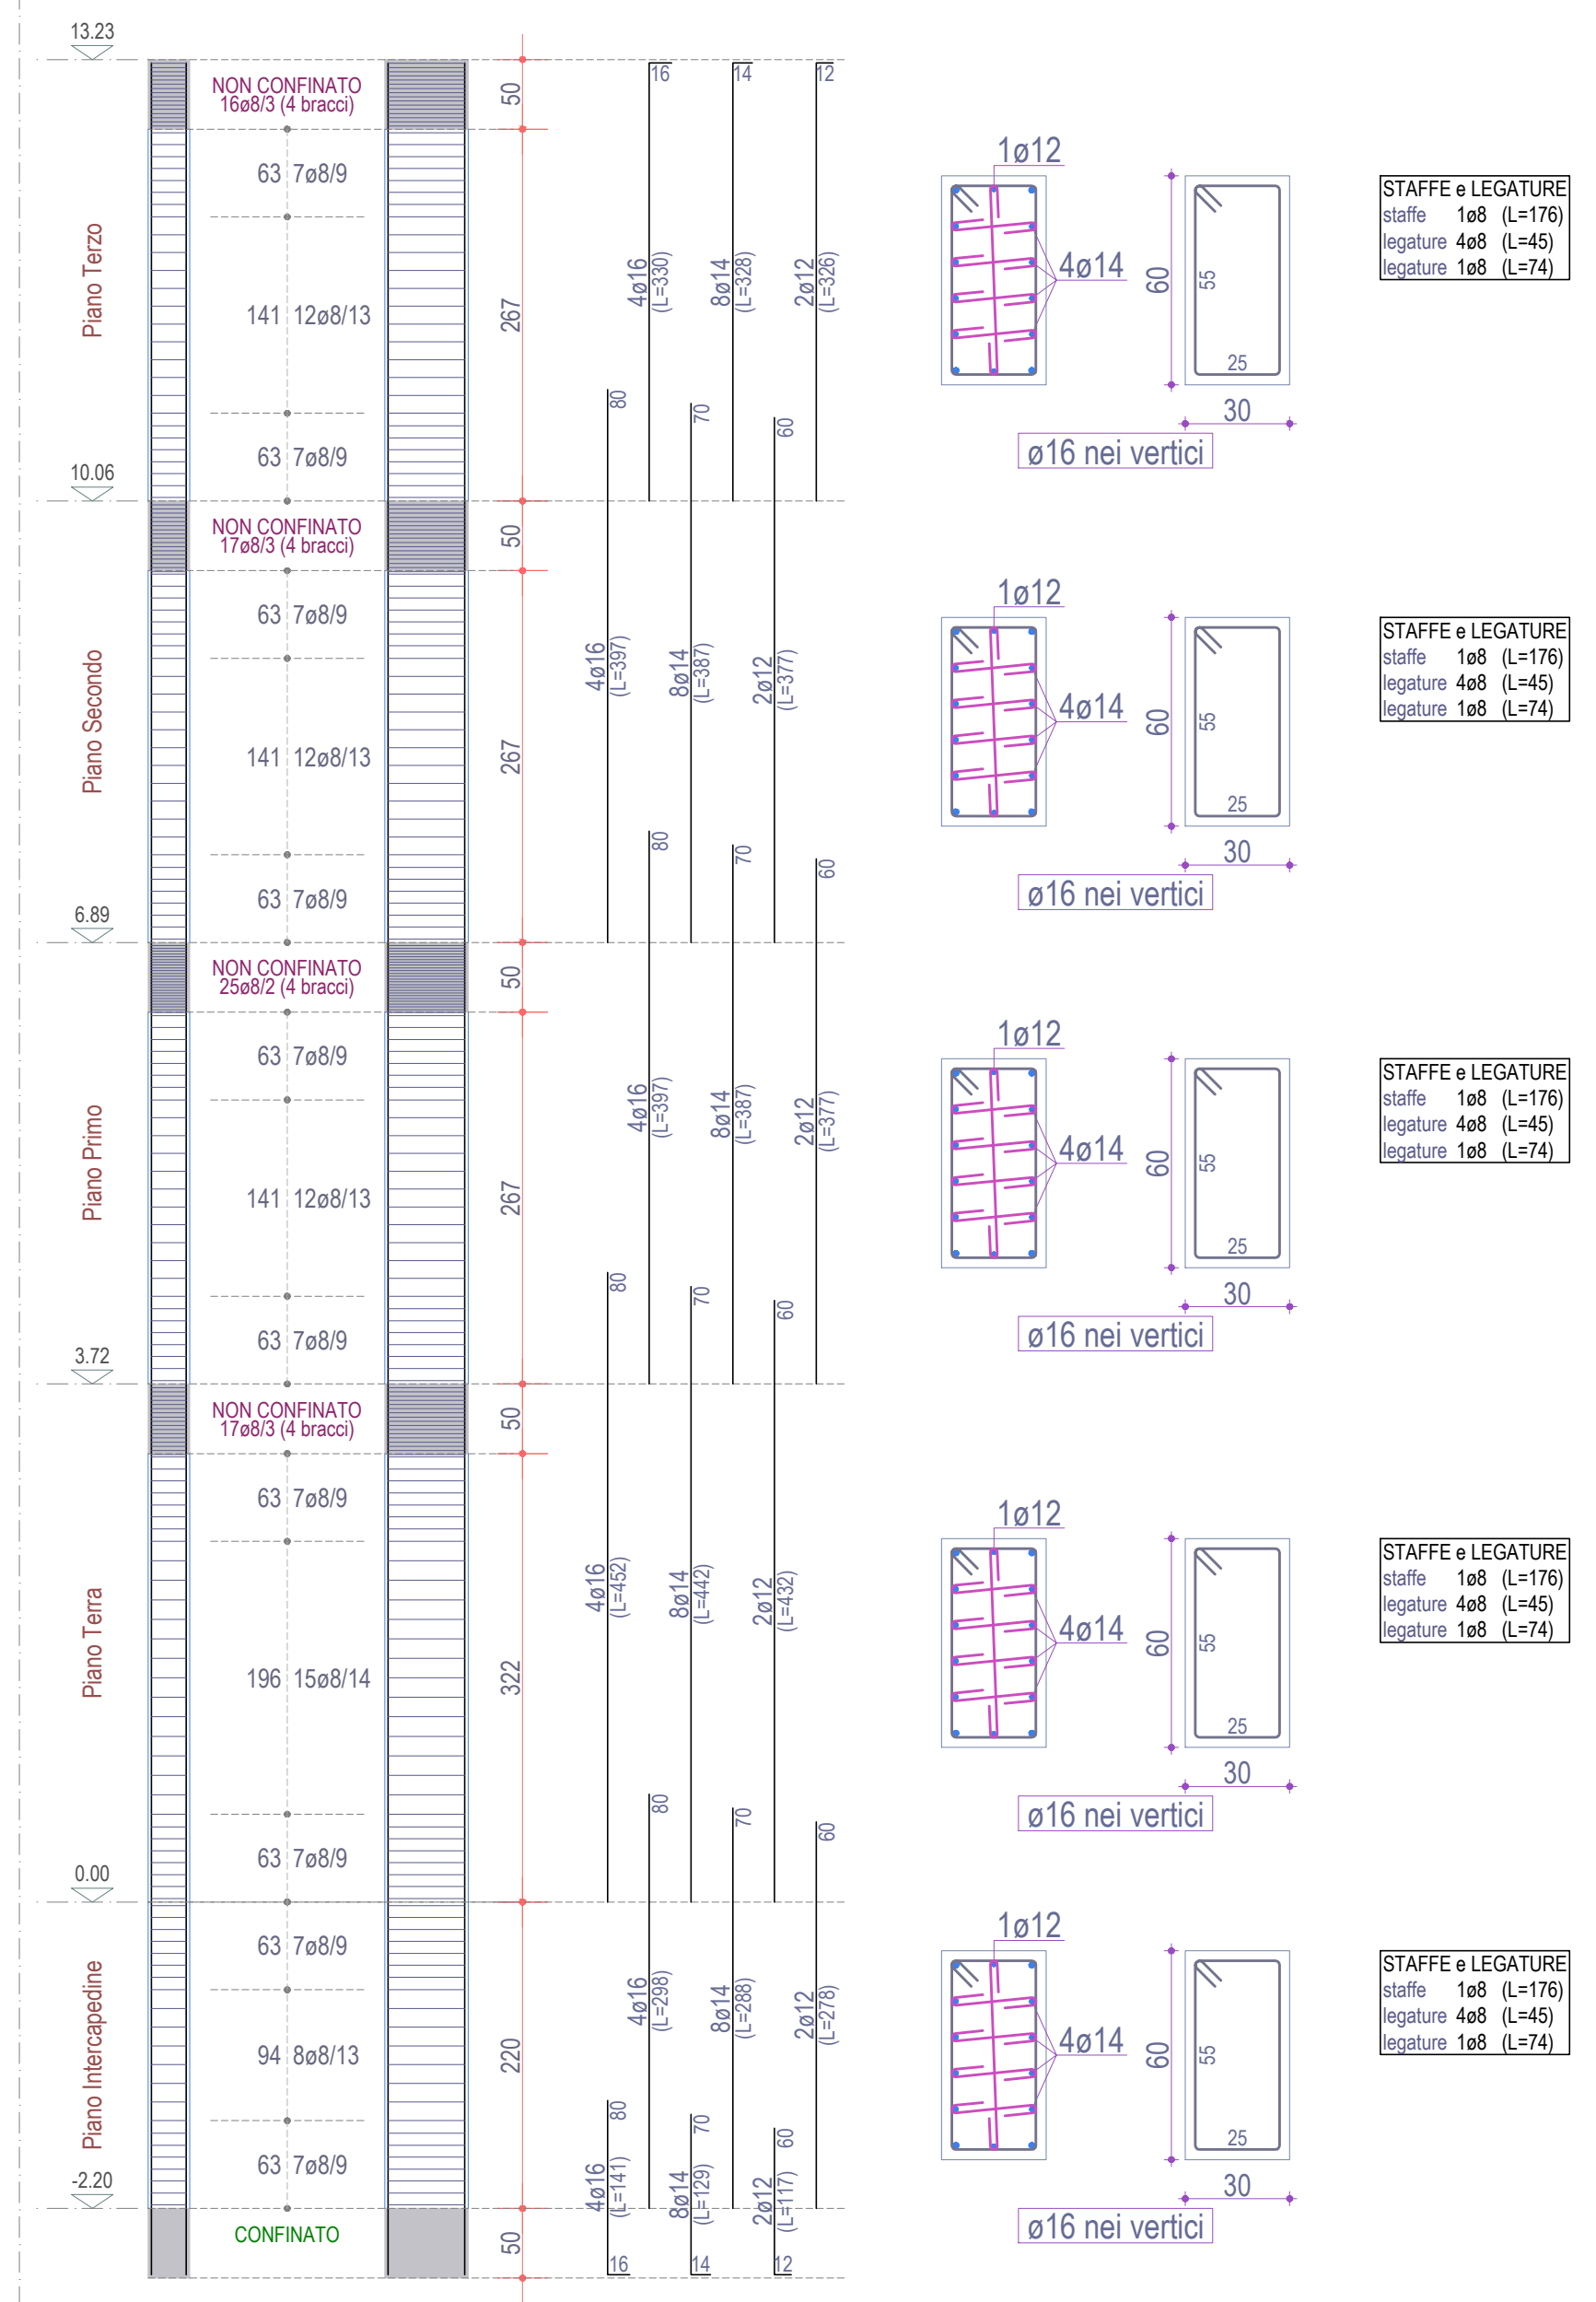 13.23
NON CONFINATO
16ø8/3 (4 bracci)
50
16
14
12
63 7ø8/9
Piano Terzo
141 12ø8/13
267
4ø16
(L=330)
8ø14
(L=328)
2ø12
(L=326)
80
70
60
63 7ø8/9
1ø12
4ø14
60
55
25
30
ø16 nei vertici
STAFFE e LEGATURE
staffe 1ø8 (L=176)
legature 4ø8 (L=45)
legature 1ø8 (L=74)
10.06
NON CONFINATO
17ø8/3 (4 bracci)
50
63 7ø8/9
Piano Secondo
141 12ø8/13
267
4ø16
(L=397)
8ø14
(L=387)
2ø12
(L=377)
80
70
60
63 7ø8/9
1ø12
4ø14
60
55
25
30
ø16 nei vertici
STAFFE e LEGATURE
staffe 1ø8 (L=176)
legature 4ø8 (L=45)
legature 1ø8 (L=74)
6.89
NON CONFINATO
25ø8/2 (4 bracci)
50
63 7ø8/9
Piano Primo
141 12ø8/13
267
4ø16
(L=397)
8ø14
(L=387)
2ø12
(L=377)
80
70
60
63 7ø8/9
1ø12
4ø14
60
55
25
30
ø16 nei vertici
STAFFE e LEGATURE
staffe 1ø8 (L=176)
legature 4ø8 (L=45)
legature 1ø8 (L=74)
3.72
NON CONFINATO
17ø8/3 (4 bracci)
50
63 7ø8/9
Piano Terra
196 15ø8/14
322
4ø16
(L=452)
8ø14
(L=442)
2ø12
(L=432)
80
70
60
63 7ø8/9
1ø12
4ø14
60
55
25
30
ø16 nei vertici
STAFFE e LEGATURE
staffe 1ø8 (L=176)
legature 4ø8 (L=45)
legature 1ø8 (L=74)
0.00
63 7ø8/9
Piano Intercapedine
94 8ø8/13
220
4ø16
(L=298)
8ø14
(L=288)
2ø12
(L=278)
80
70
60
63 7ø8/9
1ø12
4ø14
60
55
25
30
ø16 nei vertici
STAFFE e LEGATURE
staffe 1ø8 (L=176)
legature 4ø8 (L=45)
legature 1ø8 (L=74)
-2.20
4ø16
(L=141)
8ø14
(L=129)
2ø12
(L=117)
CONFINATO
50
16
14
12